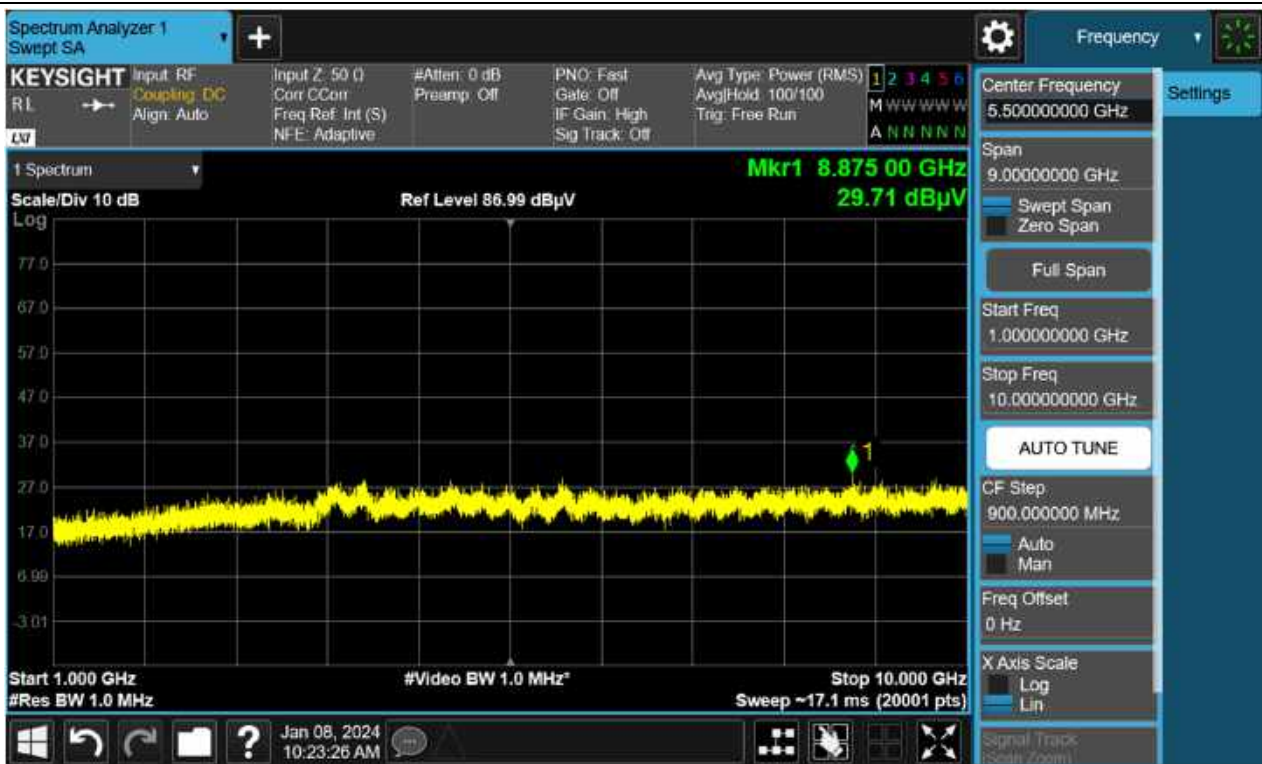 Spectrum Analyzer 1
Swept SA
+
Frequency
KEYSIGHT
RL
LXI
Input: RF
Coupling: DC
Align: Auto
Input Z: 50 Ω
Corr CCorr
Freq Ref: Int (S)
NFE: Adaptive
#Atten: 0 dB
Preamp: Off
PNO: Fast
Gate: Off
IF Gain: High
Sig Track: Off
Avg Type: Power (RMS)
Avg|Hold: 100/100
Trig: Free Run
1 2 3 4 5 6
M W W W W W
A N N N N N
Center Frequency
5.500000000 GHz
Settings
1 Spectrum
Mkr1 8.875 00 GHz
Scale/Div 10 dB
Ref Level 86.99 dBµV
29.71 dBµV
Log
77.0
67.0
57.0
47.0
37.0
27.0
17.0
6.99
-3.01
1
Start 1.000 GHz
#Video BW 1.0 MHz*
Stop 10.000 GHz
#Res BW 1.0 MHz
Sweep ~17.1 ms (20001 pts)
Span
9.00000000 GHz
Swept Span
Zero Span
Full Span
Start Freq
1.000000000 GHz
Stop Freq
10.000000000 GHz
AUTO TUNE
CF Step
900.000000 MHz
Auto
Man
Freq Offset
0 Hz
X Axis Scale
Log
Lin
Signal Track
(Span Zoom)
?
Jan 08, 2024
10:23:26 AM